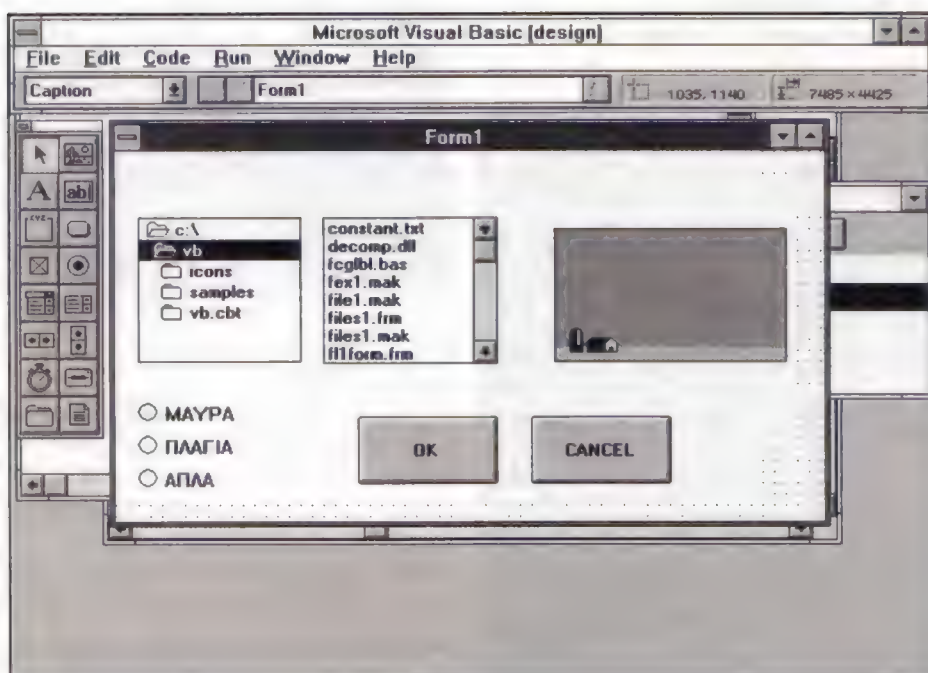 Microsoft Visual Basic [design]
File Edit Code Run Window Help
Caption
Form1
1035, 1140
7485 × 4425
Form1
A
ab
XYZ
c:\
vb
icons
samples
vb.cbt
constant.txt
decomp.dll
fcglbl.bas
fex1.mak
file1.mak
files1.frm
files1.mak
fl1form.frm
ΜΑΥΡΑ
ΠΛΑΓΙΑ
ΑΠΛΑ
OK
CANCEL